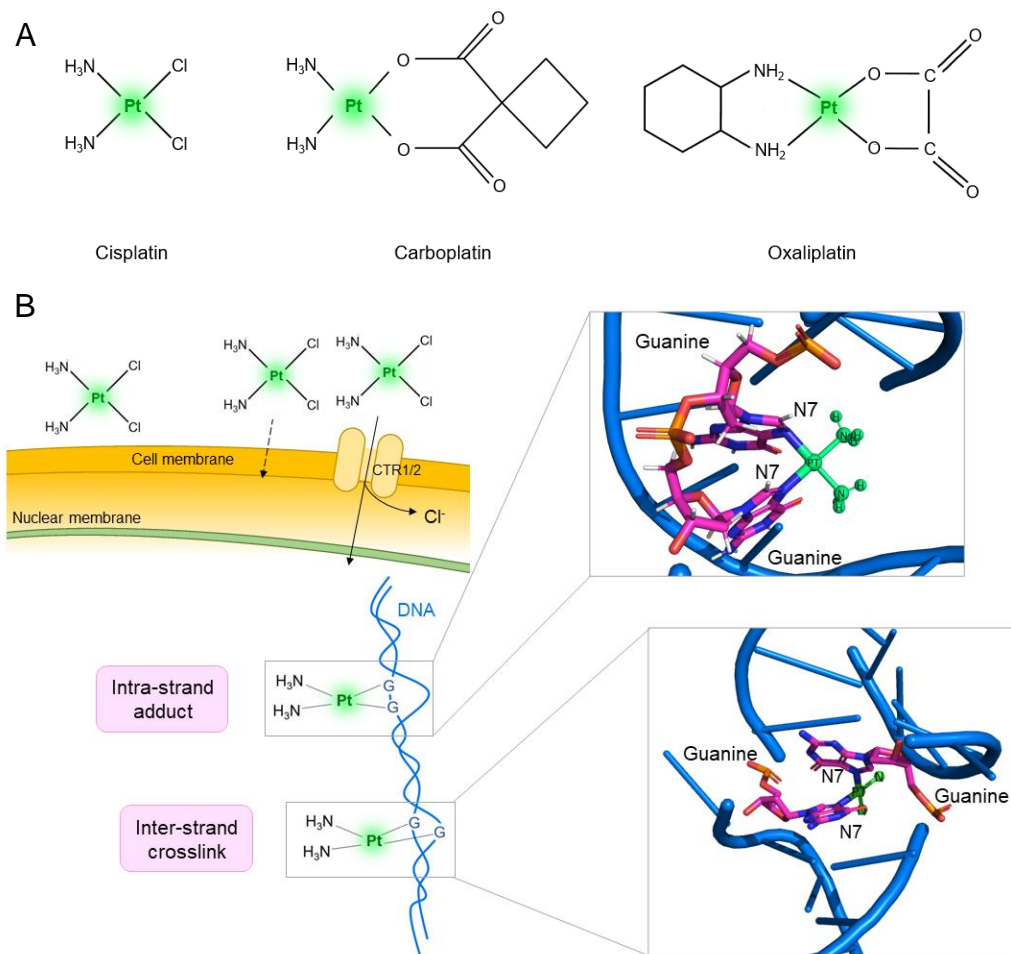 A
H3N Cl
Pt
H3N Cl
H3N O O
Pt
H3N O O
NH2 O C O
Pt
NH2 O C O
Cisplatin Carboplatin Oxaliplatin
B
H3N Cl
Pt
H3N Cl
H3N Cl
Pt
H3N Cl
H3N Cl
Pt
H3N Cl
Cell membrane
CTR1/2
Cl-
Nuclear membrane
DNA
Intra-strand
adduct
H3N
Pt G
H3N G
Inter-strand
crosslink
H3N G
Pt G
H3N
Guanine
N7
H
N H
PT
N7
N H
H
Guanine
Guanine
N7
N
Guanine
N7